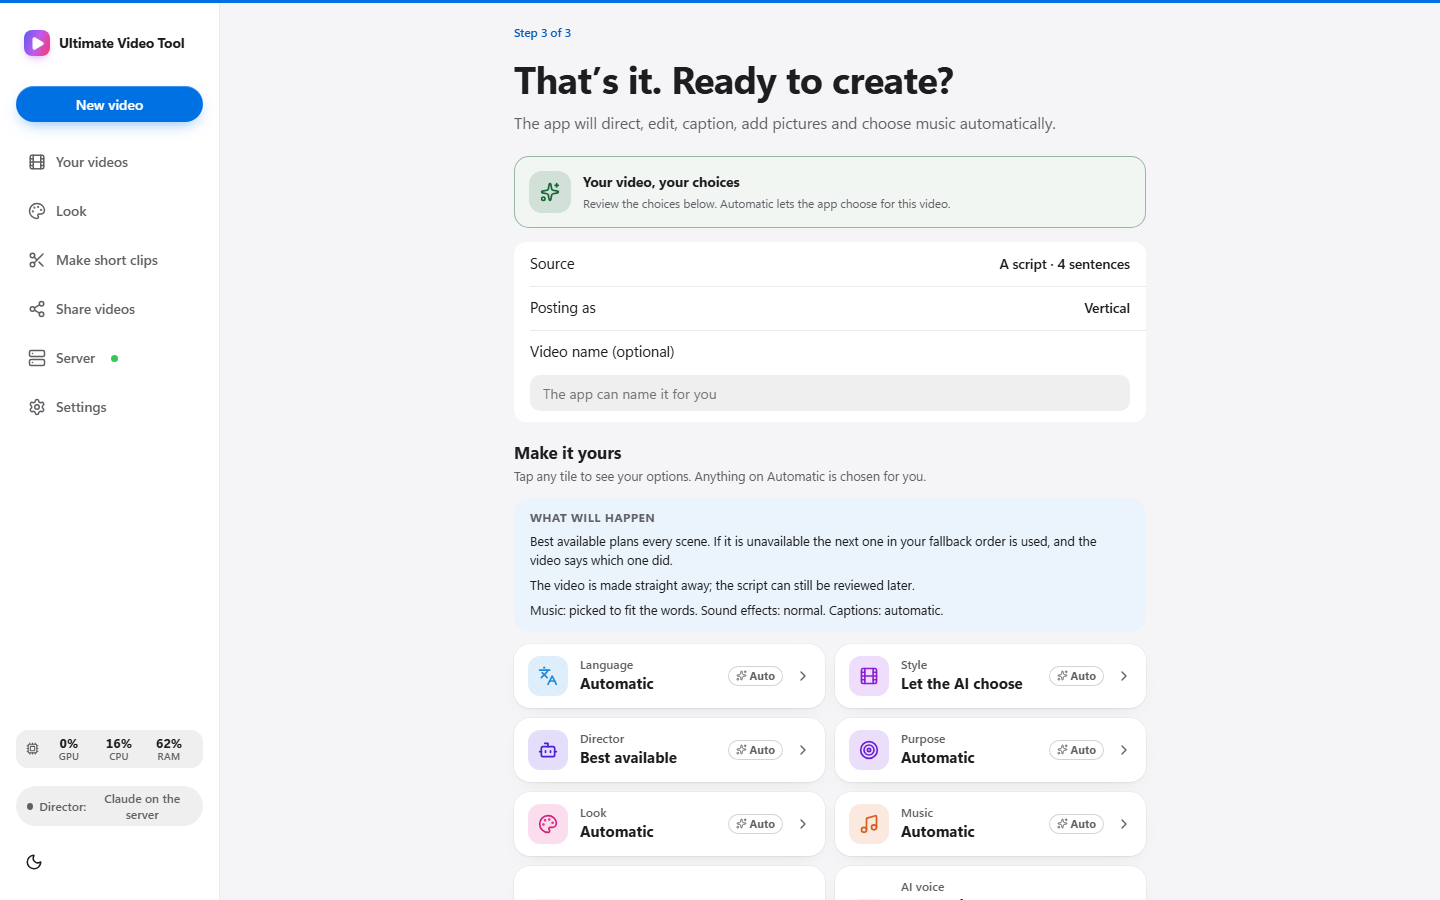 Ultimate Video Tool
New video
Your videos
Look
Make short clips
Share videos
Server
Settings
0% 16% 62%
GPU CPU RAM
Director: Claude on the
server
Step 3 of 3
That’s it. Ready to create?
The app will direct, edit, caption, add pictures and choose music automatically.
Your video, your choices
Review the choices below. Automatic lets the app choose for this video.
Source A script · 4 sentences
Posting as Vertical
Video name (optional)
The app can name it for you
Make it yours
Tap any tile to see your options. Anything on Automatic is chosen for you.
WHAT WILL HAPPEN
Best available plans every scene. If it is unavailable the next one in your fallback order is used, and the
video says which one did.
The video is made straight away; the script can still be reviewed later.
Music: picked to fit the words. Sound effects: normal. Captions: automatic.
Language
Automatic Auto
Style
Let the AI choose Auto
Director
Best available Auto
Purpose
Automatic Auto
Look
Automatic Auto
Music
Automatic Auto
AI voice